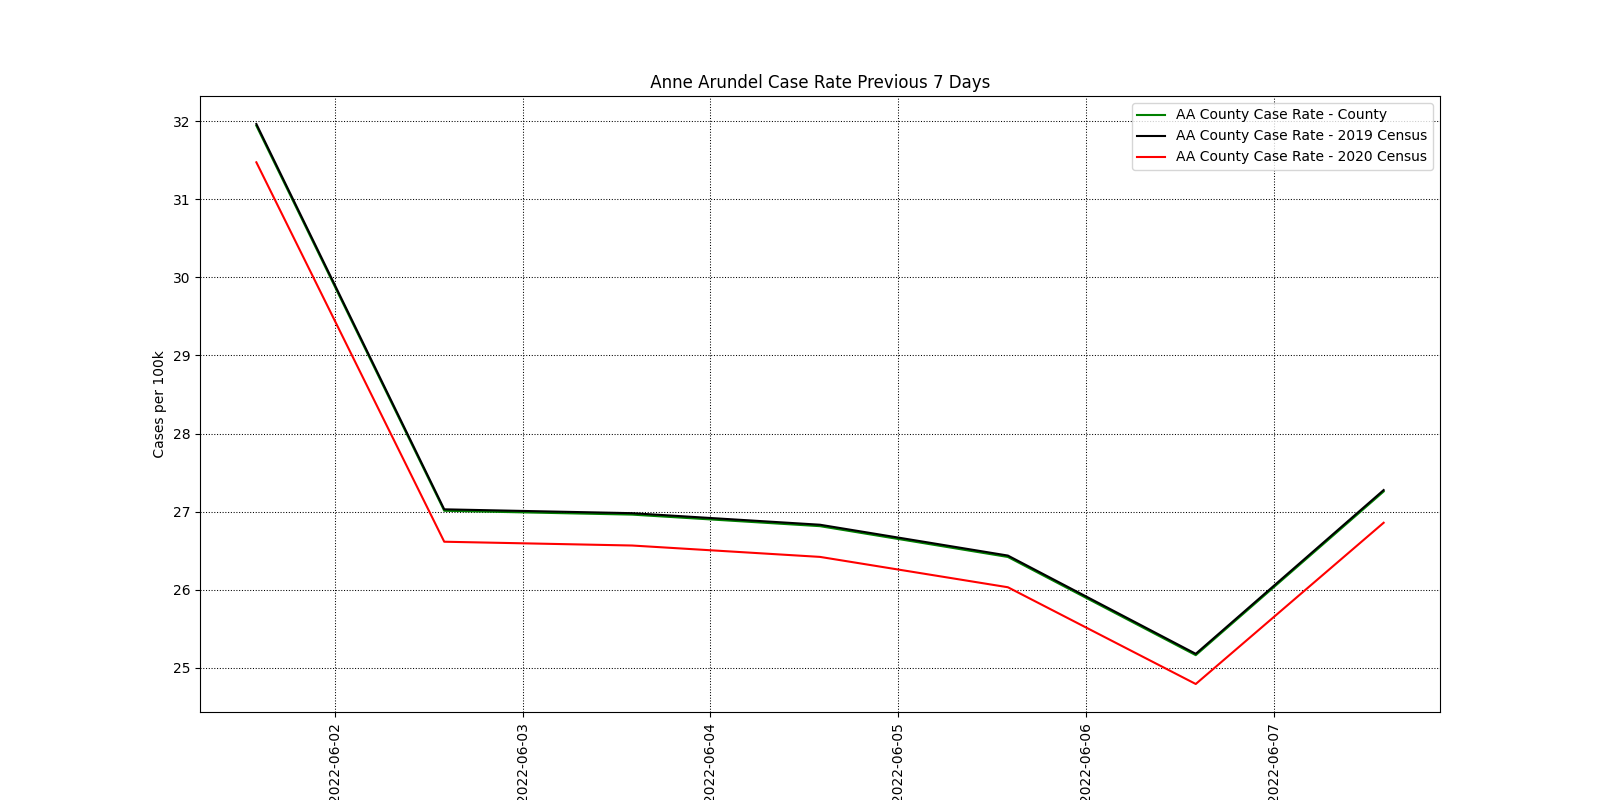 Anne Arundel Case Rate Previous 7 Days
AA County Case Rate - County
AA County Case Rate - 2019 Census
AA County Case Rate - 2020 Census
Cases per 100k
32
31
30
29
28
27
26
25
2022-06-02
2022-06-03
2022-06-04
2022-06-05
2022-06-06
2022-06-07